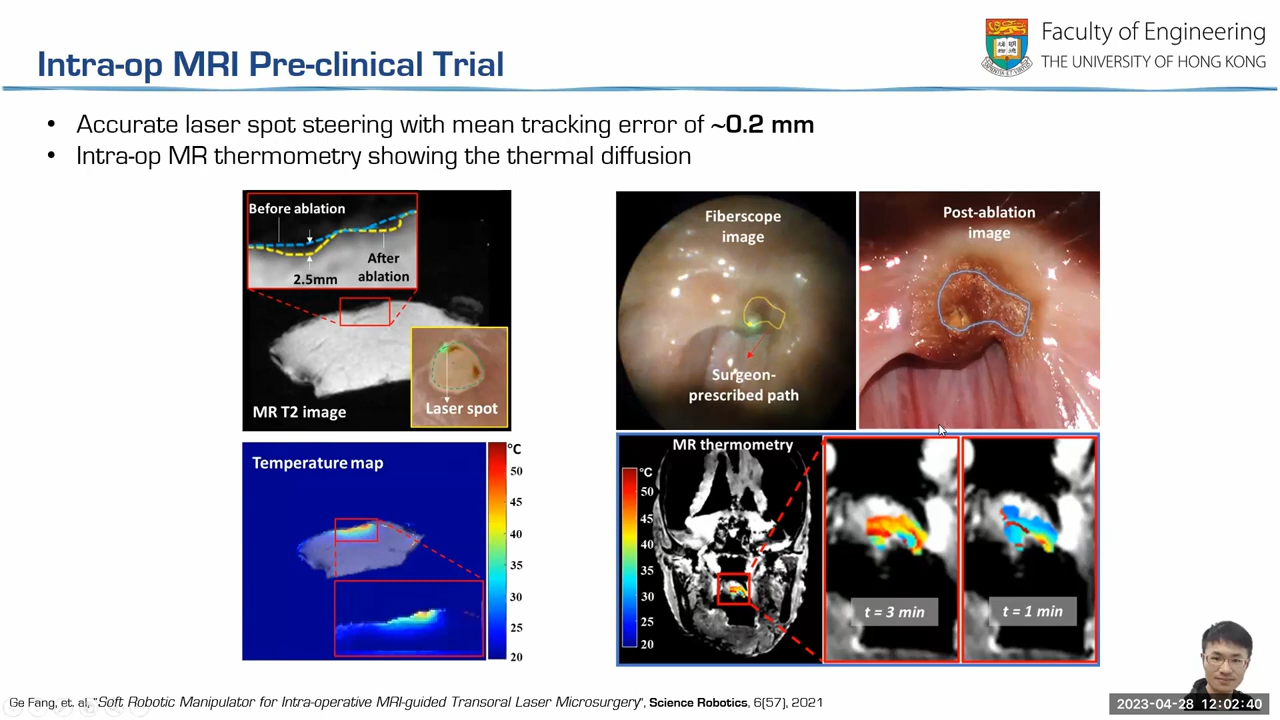 Intra-op MRI Pre-clinical Trial
Faculty of Engineering
THE UNIVERSITY OF HONG KONG
• Accurate laser spot steering with mean tracking error of ~0.2 mm
• Intra-op MR thermometry showing the thermal diffusion
Before ablation
After
ablation
2.5mm
MR T2 image
Laser spot
Fiberscope
image
Surgeon-
prescribed path
Post-ablation
image
Temperature map
°C
50
45
40
35
30
25
20
MR thermometry
°C
50
45
40
35
30
25
20
t = 3 min
t = 1 min
Ge Fang, et. al, "Soft Robotic Manipulator for Intra-operative MRI-guided Transoral Laser Microsurgery", Science Robotics, 6(57), 2021
2023-04-28 12:02:40